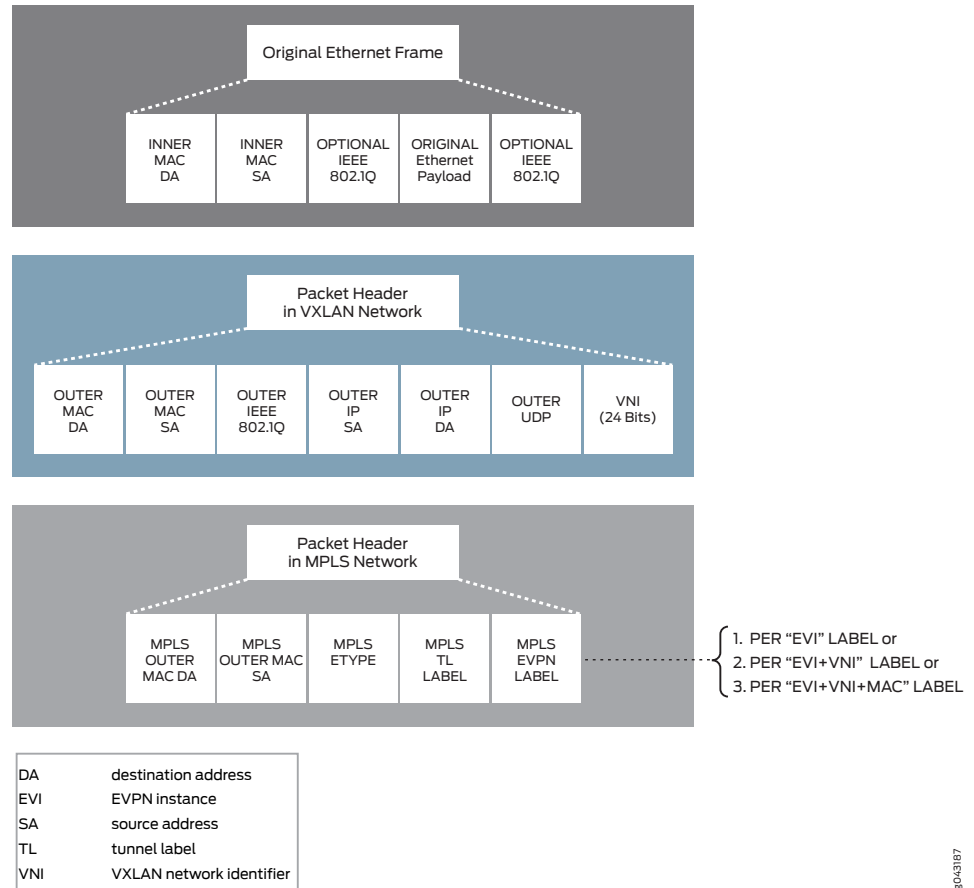 Original Ethernet Frame
INNER
MAC
DA
INNER
MAC
SA
OPTIONAL
IEEE
802.1Q
ORIGINAL
Ethernet
Payload
OPTIONAL
IEEE
802.1Q
Packet Header
in VXLAN Network
OUTER
MAC
DA
OUTER
MAC
SA
OUTER
IEEE
802.1Q
OUTER
IP
SA
OUTER
IP
DA
OUTER
UDP
VNI
(24 Bits)
Packet Header
in MPLS Network
MPLS
OUTER
MAC DA
MPLS
OUTER MAC
SA
MPLS
ETYPE
MPLS
TL
LABEL
MPLS
EVPN
LABEL
1. PER “EVI” LABEL or
2. PER “EVI+VNI” LABEL or
3. PER “EVI+VNI+MAC” LABEL
DA destination address
EVI EVPN instance
SA source address
TL tunnel label
VNI VXLAN network identifier